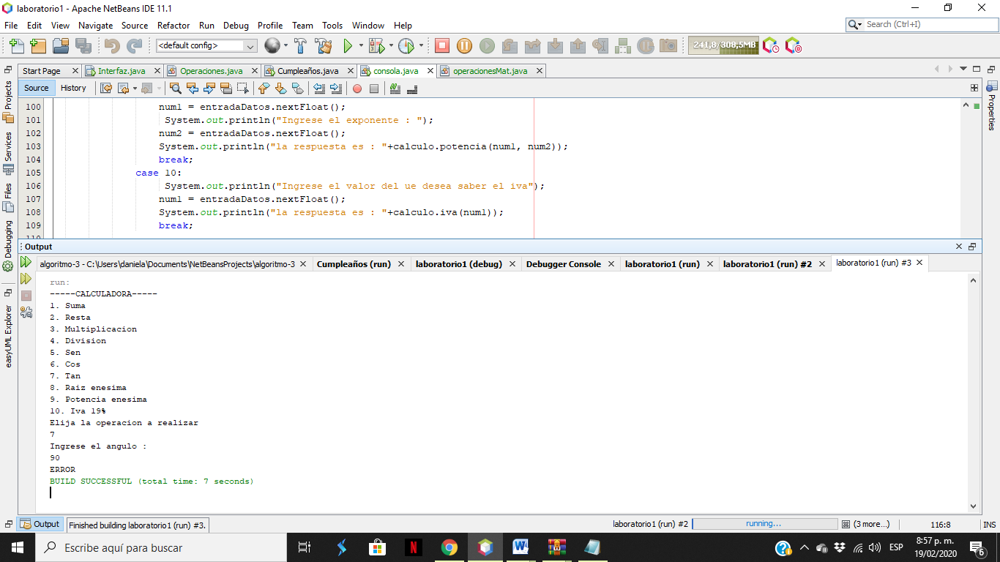 laboratorio1 - Apache NetBeans IDE 11.1
File Edit View Navigate Source Refactor Run Debug Profile Team Tools Window Help
Search (Ctrl+I)
<default config>
241,8/308,5MB
Start Page Interfaz.java Operaciones.java Cumpleaños.java consola.java operacionesMat.java
Source History
Projects
Services
Files
Debugging
easyUML Explorer
Properties
100 num1 = entradaDatos.nextFloat();
101 System.out.println("Ingrese el exponente : ");
102 num2 = entradaDatos.nextFloat();
103 System.out.println("la respuesta es : "+calculo.potencia(num1, num2));
104 break;
105 case 10:
106 System.out.println("Ingrese el valor del ue desea saber el iva");
107 num1 = entradaDatos.nextFloat();
108 System.out.println("la respuesta es : "+calculo.iva(num1));
109 break;
110
Output
algoritmo-3 - C:\Users\daniela\Documents\NetBeansProjects\algoritmo-3 Cumpleaños (run) laboratorio1 (debug) Debugger Console laboratorio1 (run) laboratorio1 (run) #2 laboratorio1 (run) #3
run:
-----CALCULADORA-----
1. Suma
2. Resta
3. Multiplicacion
4. Division
5. Sen
6. Cos
7. Tan
8. Raiz enesima
9. Potencia enesima
10. Iva 19%
Elija la operacion a realizar
7
Ingrese el angulo :
90
ERROR
BUILD SUCCESSFUL (total time: 7 seconds)
Output Finished building laboratorio1 (run) #3. laboratorio1 (run) #2 running... (3 more...) 116:8 INS
Escribe aquí para buscar
ESP
8:57 p. m.
19/02/2020
6